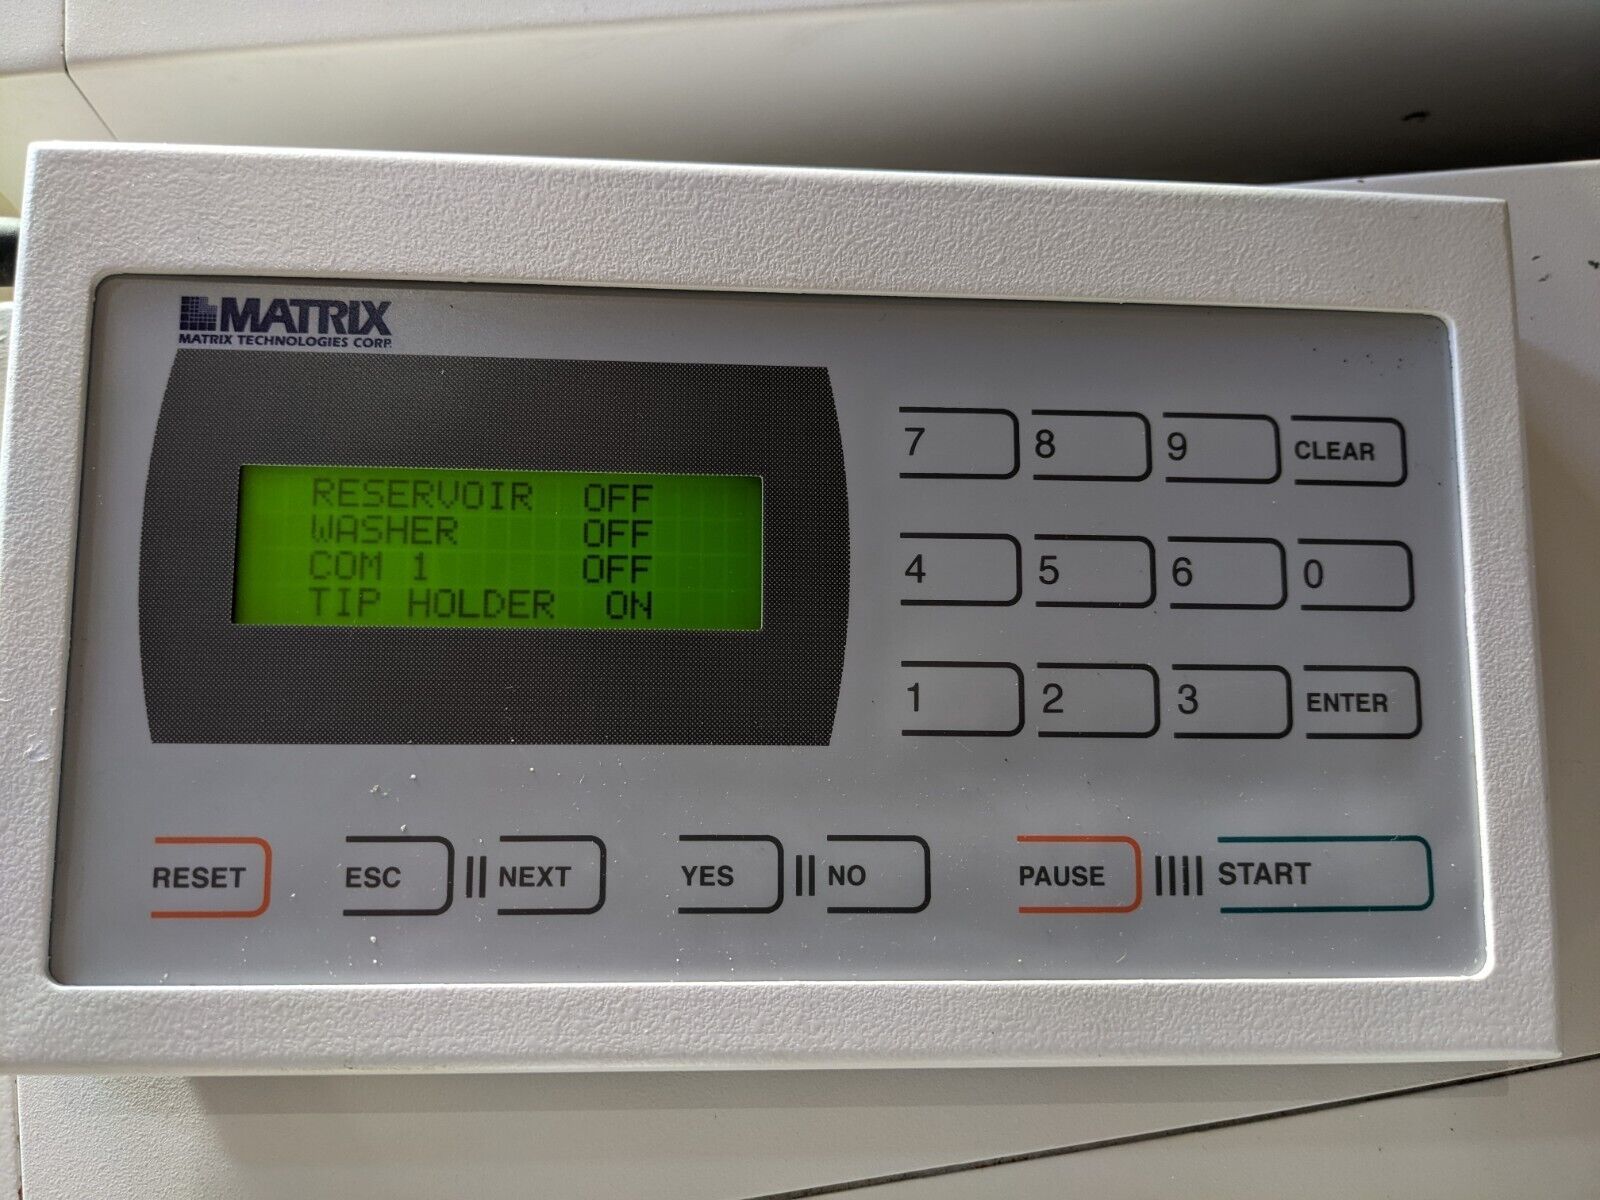 MATRIX
MATRIX TECHNOLOGIES CORP.
RESERVOIR OFF
WASHER OFF
COM 1 OFF
TIP HOLDER ON
7 8 9 CLEAR
4 5 6 0
1 2 3 ENTER
RESET ESC NEXT YES NO PAUSE START